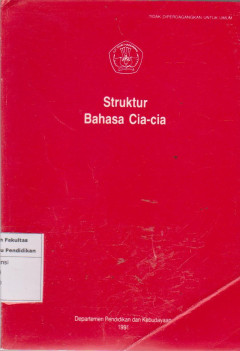 TIDAK DIPERDAGANGKAN UNTUK UMUM
Struktur
Bahasa Cia-cia
Fakultas
Pendidikan
Departemen Pendidikan dan Kebudayaan
1991